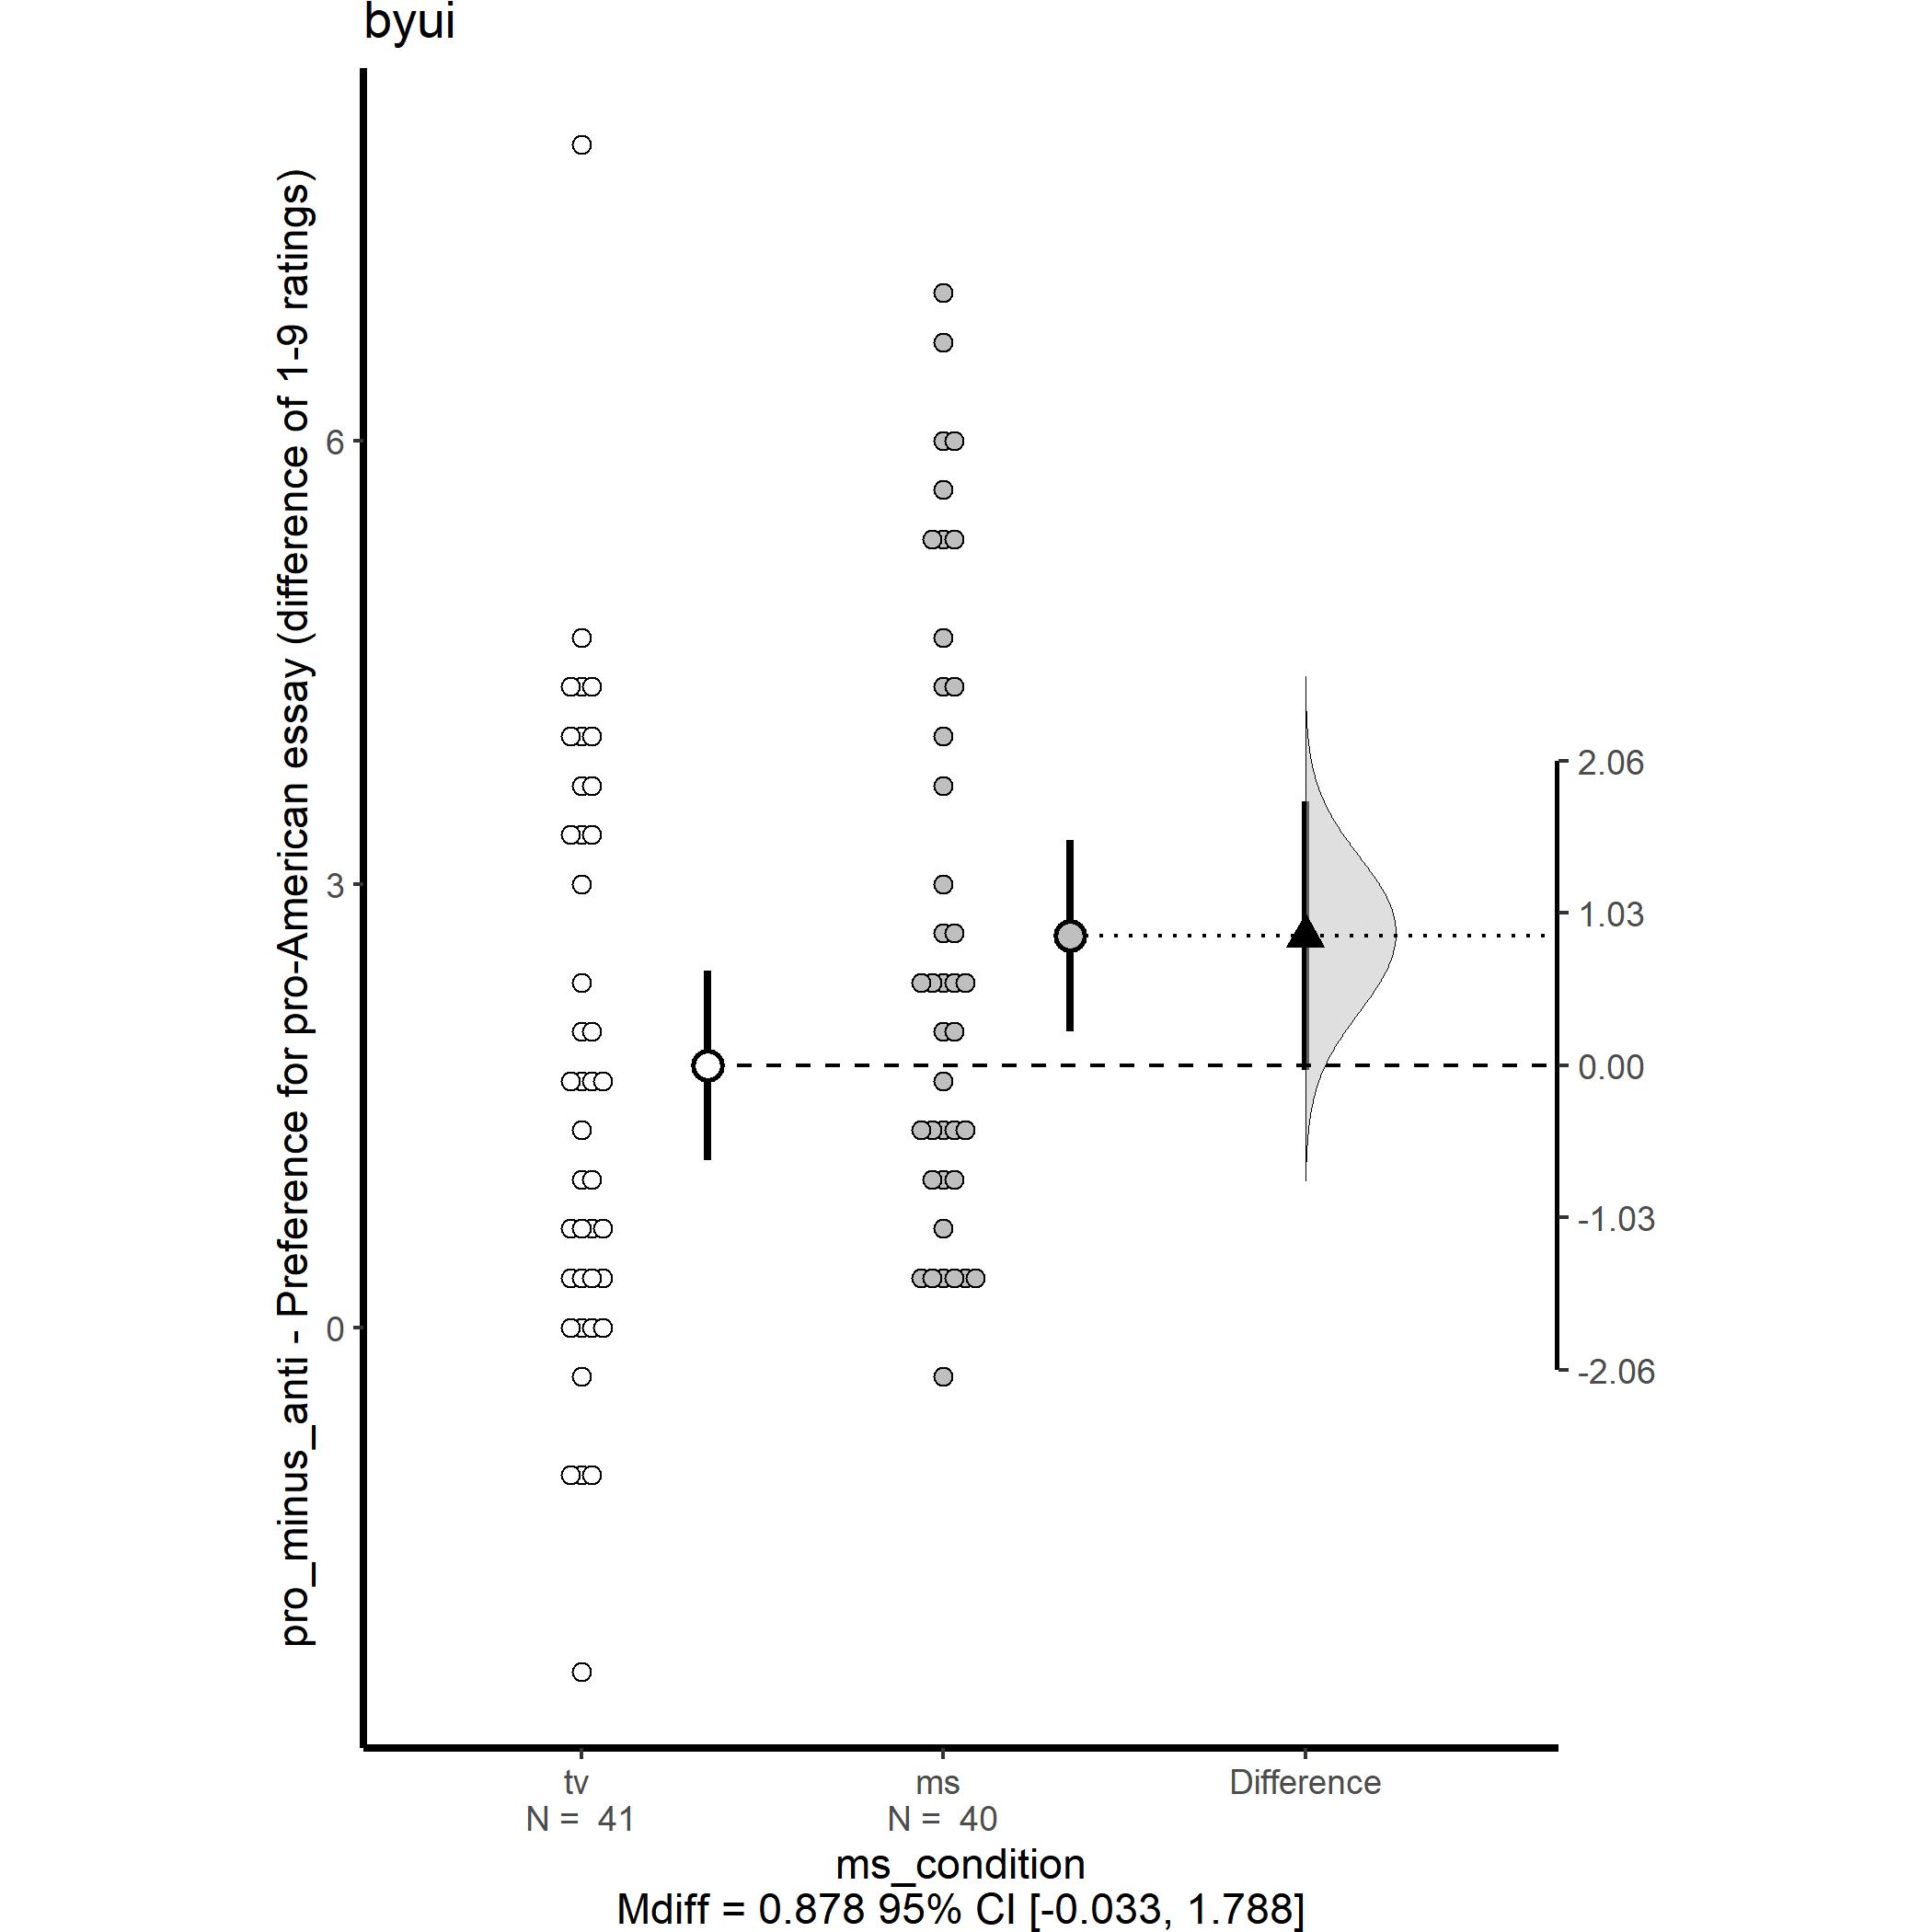 byui
pro_minus_anti - Preference for pro-American essay (difference of 1-9 ratings)
6
3
0
2.06
1.03
0.00
-1.03
-2.06
tv
N = 41
ms
N = 40
Difference
ms_condition
Mdiff = 0.878 95% CI [-0.033, 1.788]